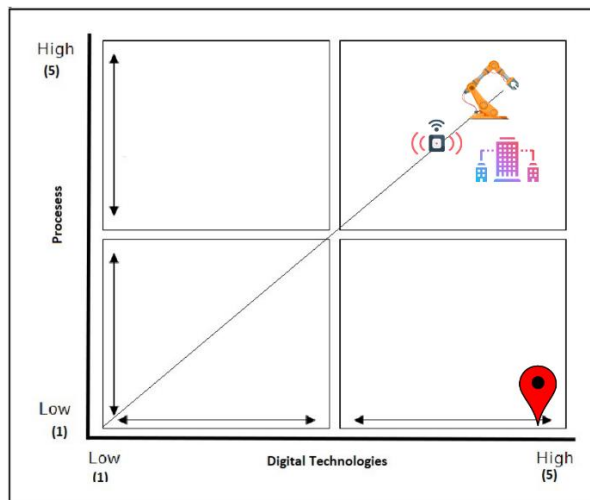 High
(5)
Procesess
Low
(1)
Low
(1)
Digital Technologies
High
(5)